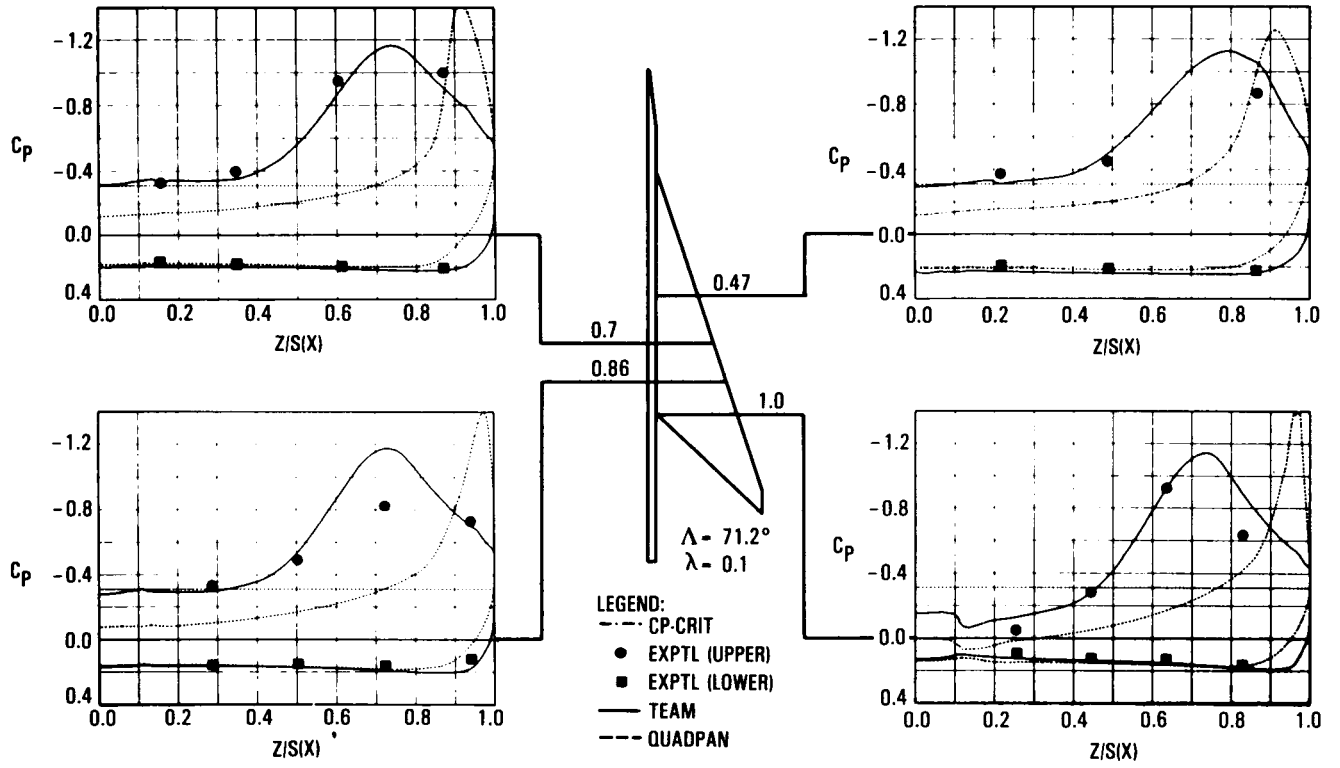 -1.2
-0.8
CP
-0.4
0.0
0.4
0.0 0.2 0.4 0.6 0.8 1.0
Z/S(X)
-1.2
-0.8
CP
-0.4
0.0
0.4
0.0 0.2 0.4 0.6 0.8 1.0
Z/S(X)
0.47
0.7
0.86
1.0
Λ = 71.2°
λ = 0.1
-1.2
-0.8
CP
-0.4
0.0
0.4
0.0 0.2 0.4 0.6 0.8 1.0
Z/S(X)
LEGEND:
CP-CRIT
EXPTL (UPPER)
EXPTL (LOWER)
TEAM
QUADPAN
-1.2
-0.8
CP
-0.4
0.0
0.4
0.0 0.2 0.4 0.6 0.8 1.0
Z/S(X)